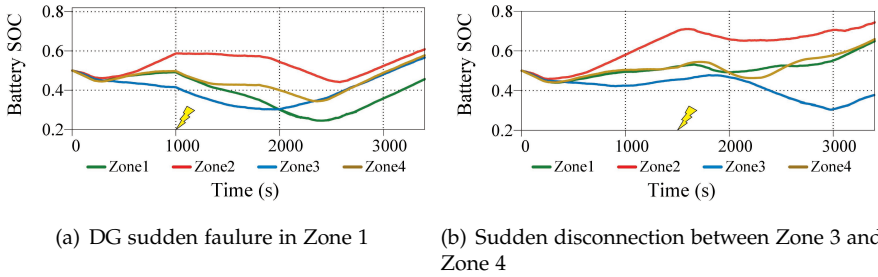 0.8
0.6
0.4
0.2
Battery SOC
0
1000
2000
3000
Zone1
Zone2
Zone3
Zone4
Time (s)
(a) DG sudden faulure in Zone 1
0.8
0.6
0.4
0.2
Battery SOC
0
1000
2000
3000
Zone1
Zone2
Zone3
Zone4
Time (s)
(b) Sudden disconnection between Zone 3 and
Zone 4